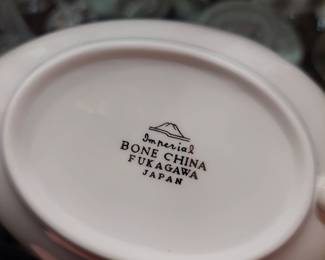 Imperial
BONE CHINA
FUKAGAWA
JAPAN